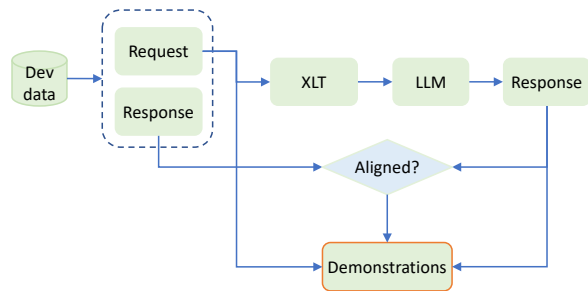 Dev
data
Request
Response
XLT
LLM
Response
Aligned?
Demonstrations